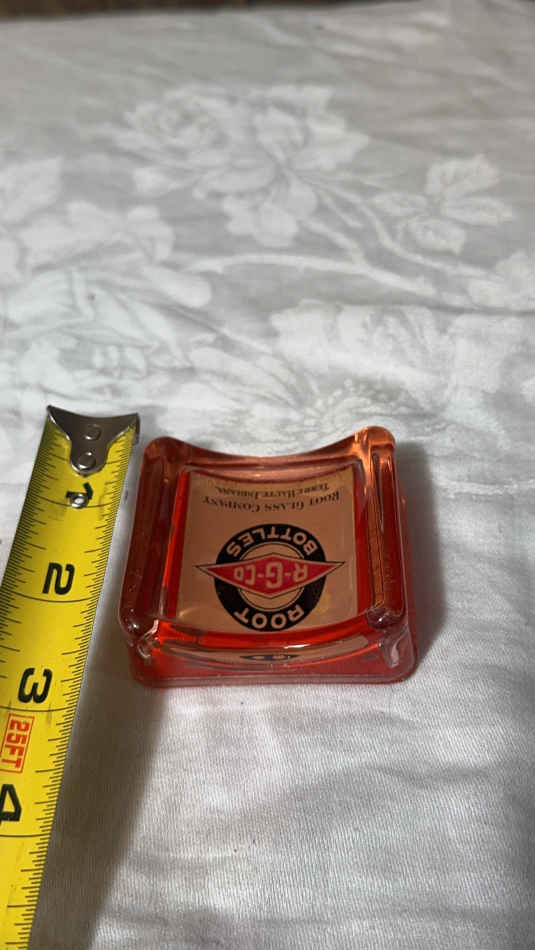 ROOT
R-G-CO
BOTTLES
ROOT GLASS COMPANY
TERRE HAUTE INDIANA
1
2
3
25FT
4